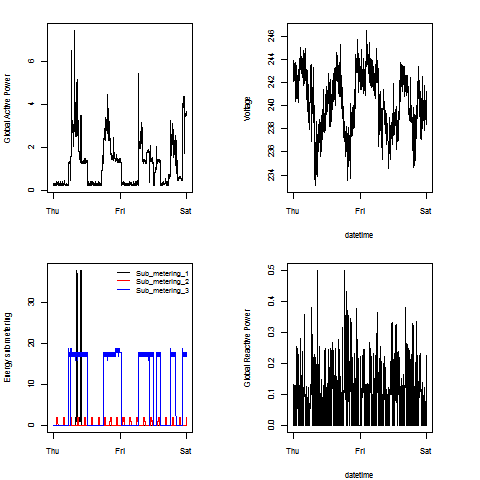 Global Active Power
6
4
2
0
Thu
Fri
Sat
Voltage
246
244
242
240
238
236
234
Thu
Fri
Sat
datetime
Energy sub metering
30
20
10
0
Sub_metering_1
Sub_metering_2
Sub_metering_3
Thu
Fri
Sat
Global Reactive Power
0.5
0.4
0.3
0.2
0.1
0.0
Thu
Fri
Sat
datetime